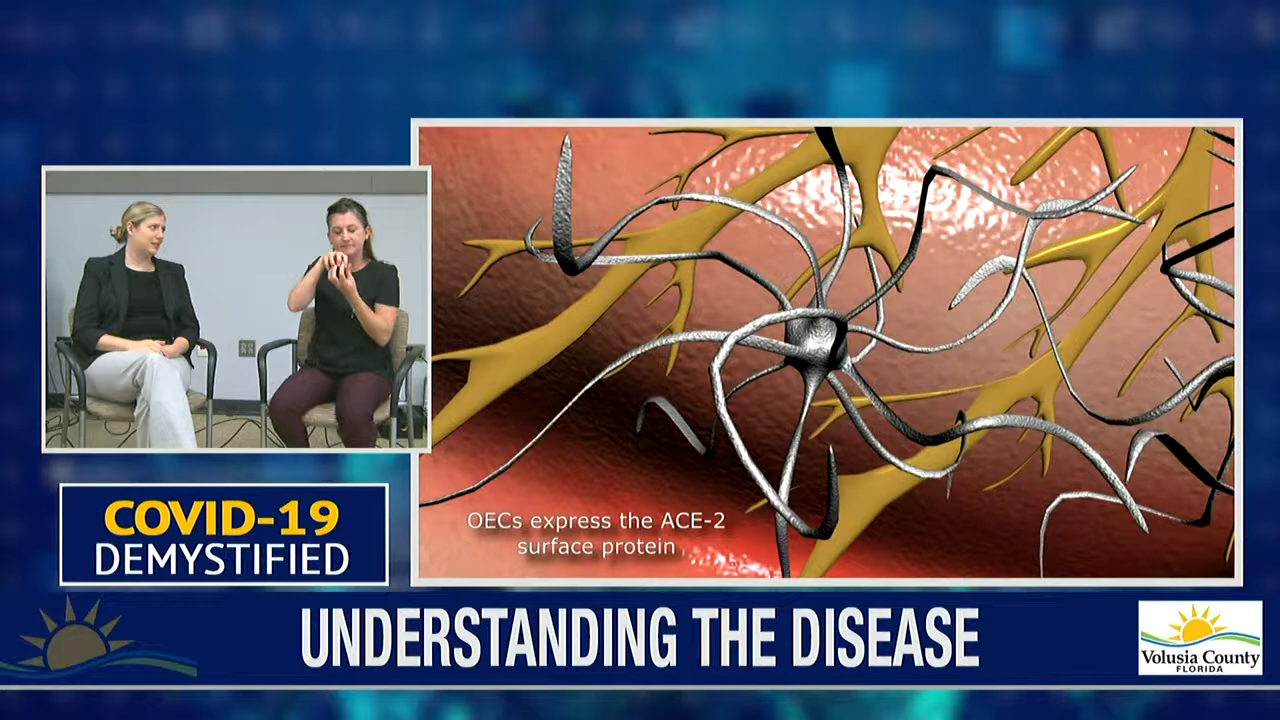 OECs express the ACE-2
surface protein
COVID-19
DEMYSTIFIED
UNDERSTANDING THE DISEASE
Volusia County
FLORIDA